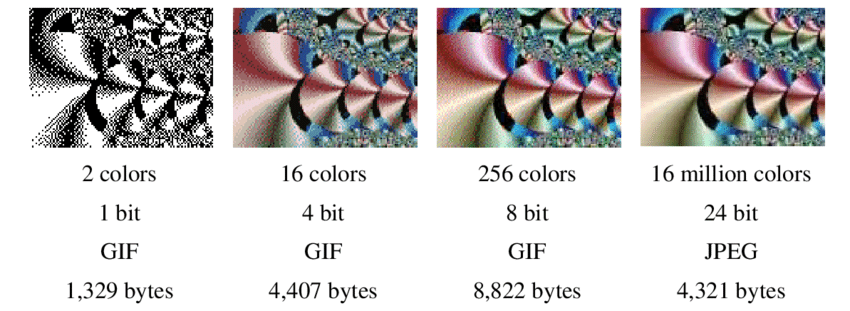 2 colors 16 colors 256 colors 16 million colors
1 bit 4 bit 8 bit 24 bit
GIF GIF GIF JPEG
1,329 bytes 4,407 bytes 8,822 bytes 4,321 bytes